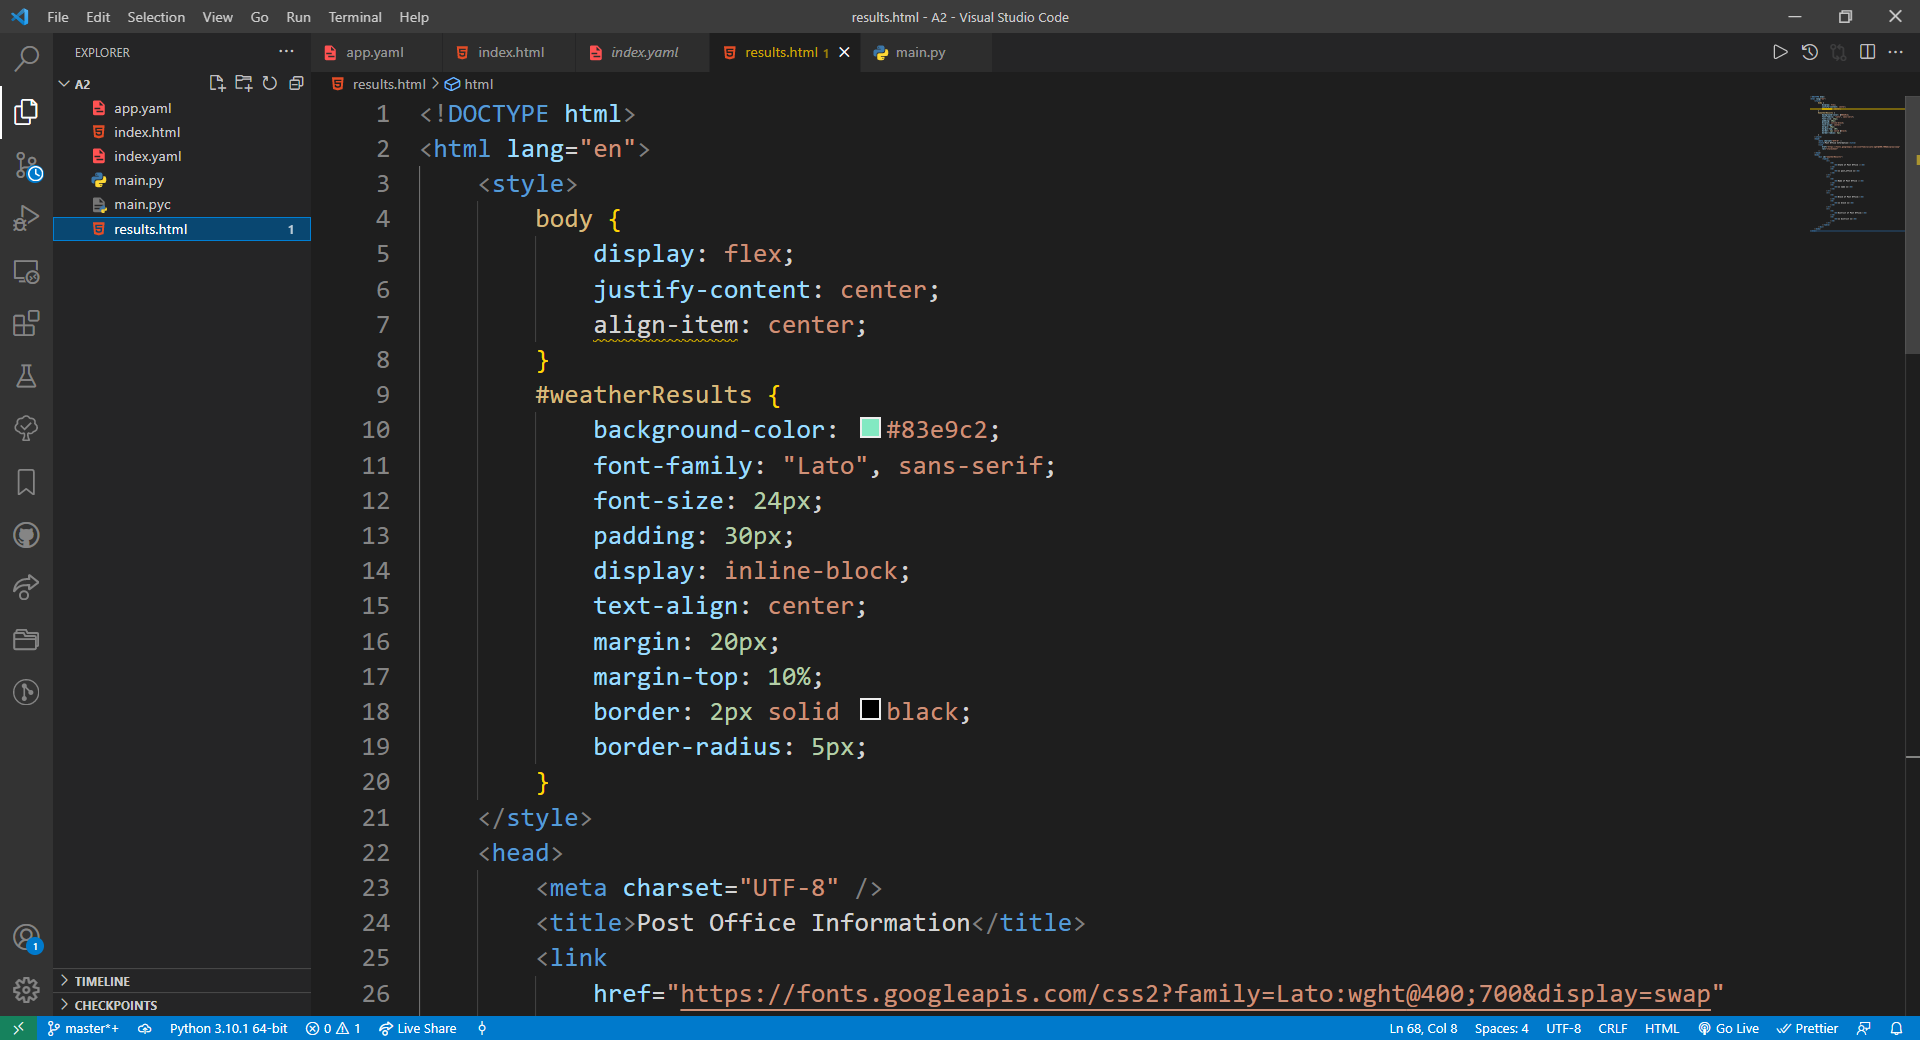 File Edit Selection View Go Run Terminal Help
results.html - A2 - Visual Studio Code
EXPLORER
A2
app.yaml
index.html
index.yaml
main.py
main.pyc
results.html 1
TIMELINE
CHECKPOINTS
app.yaml index.html index.yaml results.html 1 main.py
results.html > html
1 <!DOCTYPE html>
2 <html lang="en">
3 <style>
4 body {
5 display: flex;
6 justify-content: center;
7 align-item: center;
8 }
9 #weatherResults {
10 background-color: #83e9c2;
11 font-family: "Lato", sans-serif;
12 font-size: 24px;
13 padding: 30px;
14 display: inline-block;
15 text-align: center;
16 margin: 20px;
17 margin-top: 10%;
18 border: 2px solid black;
19 border-radius: 5px;
20 }
21 </style>
22 <head>
23 <meta charset="UTF-8" />
24 <title>Post Office Information</title>
25 <link
26 href="https://fonts.googleapis.com/css2?family=Lato:wght@400;700&display=swap"
1
master*+ Python 3.10.1 64-bit 0 1 Live Share Ln 68, Col 8 Spaces: 4 UTF-8 CRLF HTML Go Live Prettier